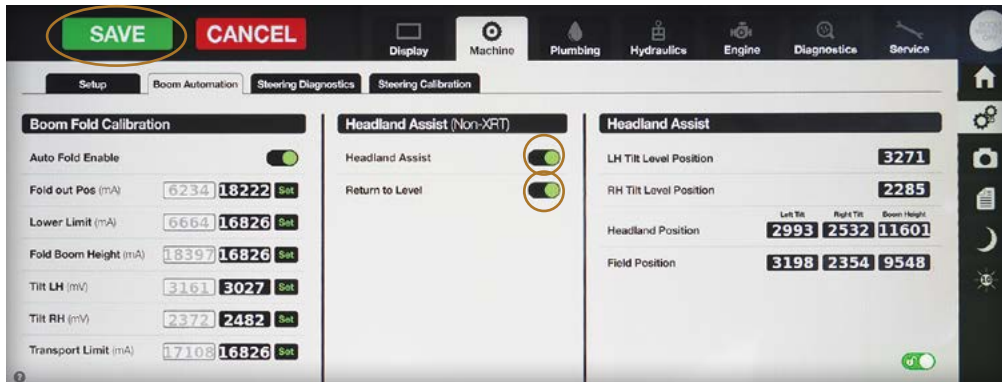 SAVE CANCEL
Display Machine Plumbing Hydraulics Engine Diagnostics Service
Setup Boom Automation Steering Diagnostics Steering Calibration
Boom Fold Calibration
Auto Fold Enable
Fold out Pos (mA) 6234 18222 Set
Lower Limit (mA) 6664 16826 Set
Fold Boom Height (mA) 18397 16826 Set
Tilt LH (mV) 3161 3027 Set
Tilt RH (mV) 2372 2482 Set
Transport Limit (mA) 17108 16826 Set
?
Headland Assist (Non-XRT)
Headland Assist
Return to Level
Headland Assist
LH Tilt Level Position 3271
RH Tilt Level Position 2285
Left Tilt Right Tilt Boom Height
Headland Position 2993 2532 11601
Field Position 3198 2354 9548